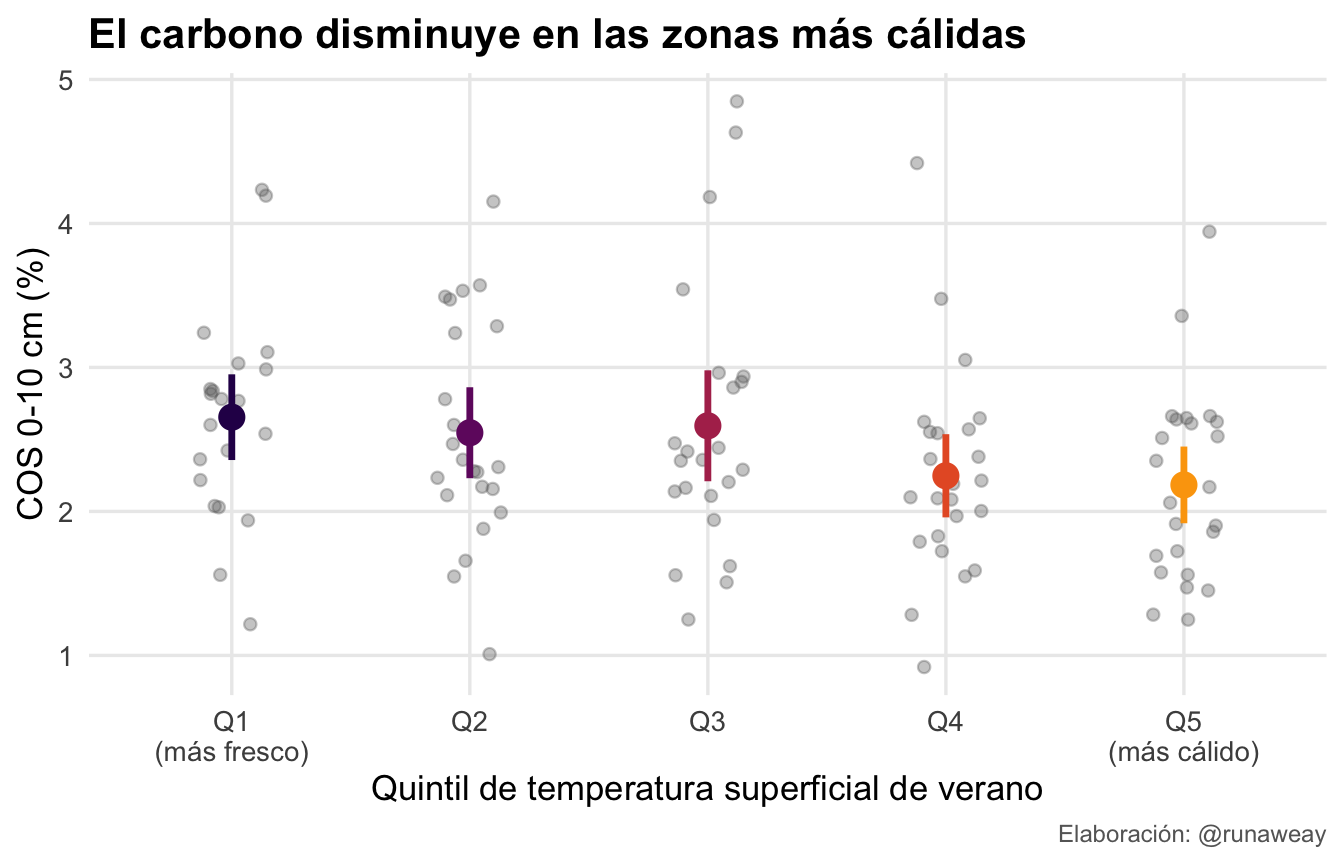 El carbono disminuye en las zonas más cálidas
COS 0-10 cm (%)
5
4
3
2
1
Q1
(más fresco)
Q2
Q3
Q4
Q5
(más cálido)
Quintil de temperatura superficial de verano
Elaboración: @runaweay